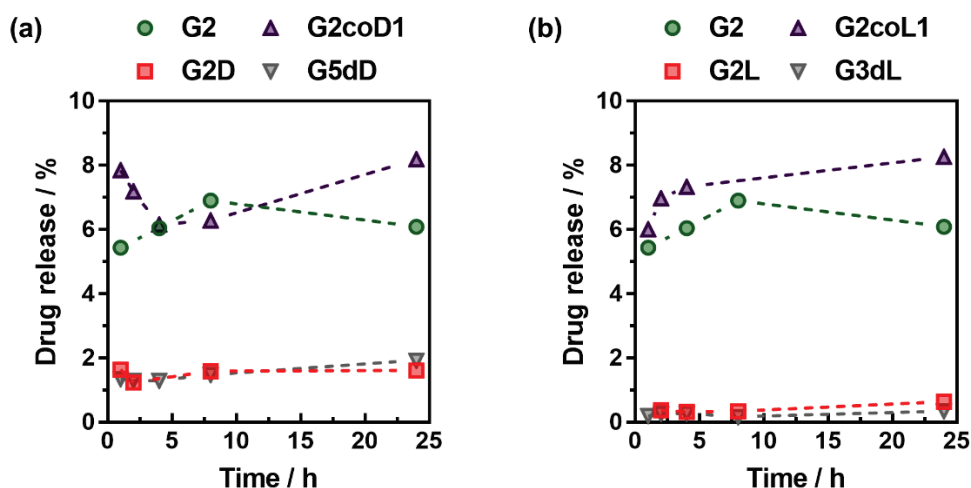 (a)
G2 G2coD1
G2D G5dD
Drug release / %
10
8
6
4
2
0
0 5 10 15 20 25
Time / h
(b)
G2 G2coL1
G2L G3dL
Drug release / %
10
8
6
4
2
0
0 5 10 15 20 25
Time / h